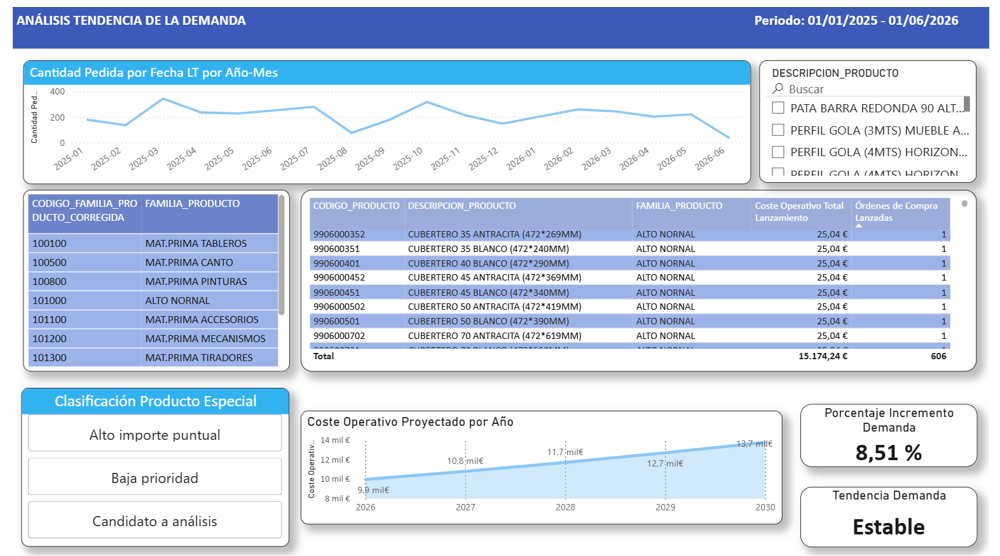 ANÁLISIS TENDENCIA DE LA DEMANDA
Periodo: 01/01/2025 - 01/06/2026
Cantidad Pedida por Fecha LT por Año-Mes
Cantidad Ped...
400
200
0
2025-01
2025-02
2025-03
2025-04
2025-05
2025-06
2025-07
2025-08
2025-09
2025-10
2025-11
2025-12
2026-01
2026-02
2026-03
2026-04
2026-05
2026-06
DESCRIPCION_PRODUCTO
Buscar
PATA BARRA REDONDA 90 ALT...
PERFIL GOLA (3MTS) MUEBLE A...
PERFIL GOLA (4MTS) HORIZON...
PERFIL GOLA (4MTS) HORIZON
CODIGO_FAMILIA_PRO
DUCTO_CORREGIDA
FAMILIA_PRODUCTO
100100 MAT.PRIMA TABLEROS
100500 MAT.PRIMA CANTO
100800 MAT.PRIMA PINTURAS
101000 ALTO NORNAL
101100 MAT.PRIMA ACCESORIOS
101200 MAT.PRIMA MECANISMOS
101300 MAT.PRIMA TIRADORES
CODIGO_PRODUCTO DESCRIPCION_PRODUCTO FAMILIA_PRODUCTO Coste Operativo Total Órdenes de Compra
Lanzamiento Lanzadas
9906000352 CUBERTERO 35 ANTRACITA (472*269MM) ALTO NORNAL 25,04 € 1
990600351 CUBERTERO 35 BLANCO (472*240MM) ALTO NORNAL 25,04 € 1
990600401 CUBERTERO 40 BLANCO (472*290MM) ALTO NORNAL 25,04 € 1
9906000452 CUBERTERO 45 ANTRACITA (472*369MM) ALTO NORNAL 25,04 € 1
990600451 CUBERTERO 45 BLANCO (472*340MM) ALTO NORNAL 25,04 € 1
9906000502 CUBERTERO 50 ANTRACITA (472*419MM) ALTO NORNAL 25,04 € 1
990600501 CUBERTERO 50 BLANCO (472*390MM) ALTO NORNAL 25,04 € 1
9906000702 CUBERTERO 70 ANTRACITA (472*619MM) ALTO NORNAL 25,04 € 1
Total 15.174,24 € 606
Clasificación Producto Especial
Alto importe puntual
Baja prioridad
Candidato a análisis
Coste Operativo Proyectado por Año
Coste Operativ...
14 mil €
12 mil €
10 mil €
8 mil €
9,9 mil€
10,8 mil€
11,7 mil€
12,7 mil€
13,7 mil€
2026
2027
2028
2029
2030
Porcentaje Incremento
Demanda
8,51 %
Tendencia Demanda
Estable